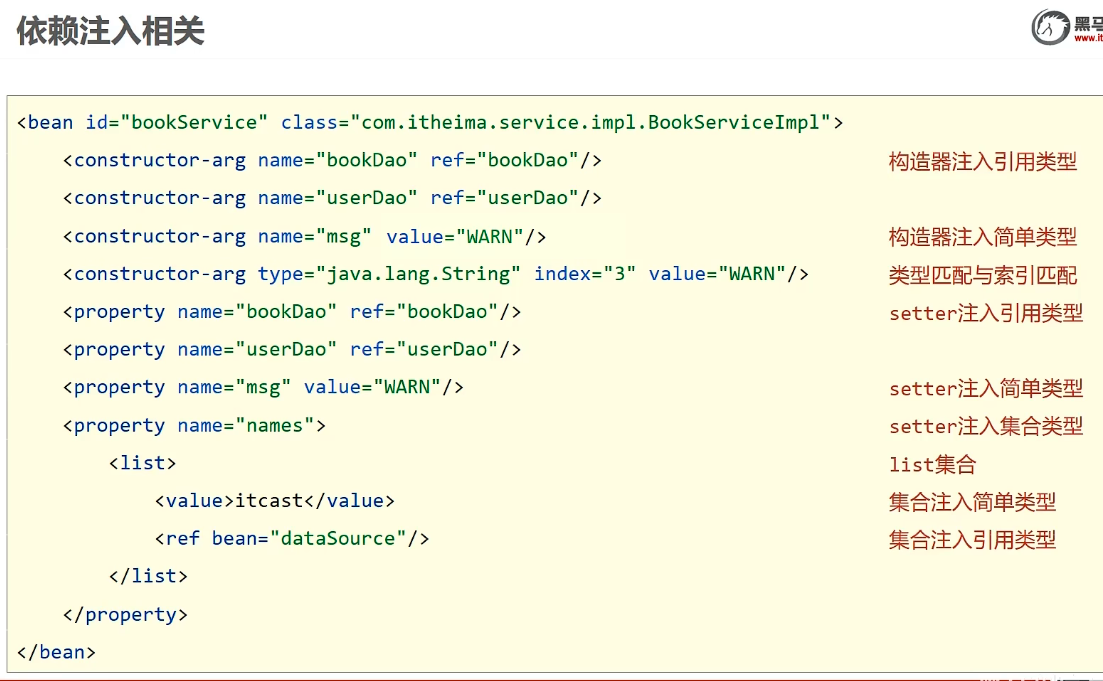 依赖注入相关
黑马
www.it
<bean id="bookService" class="com.itheima.service.impl.BookServiceImpl">
<constructor-arg name="bookDao" ref="bookDao"/> 构造器注入引用类型
<constructor-arg name="userDao" ref="userDao"/>
<constructor-arg name="msg" value="WARN"/> 构造器注入简单类型
<constructor-arg type="java.lang.String" index="3" value="WARN"/> 类型匹配与索引匹配
<property name="bookDao" ref="bookDao"/> setter注入引用类型
<property name="userDao" ref="userDao"/>
<property name="msg" value="WARN"/> setter注入简单类型
<property name="names"> setter注入集合类型
<list> list集合
<value>itcast</value> 集合注入简单类型
<ref bean="dataSource"/> 集合注入引用类型
</list>
</property>
</bean>